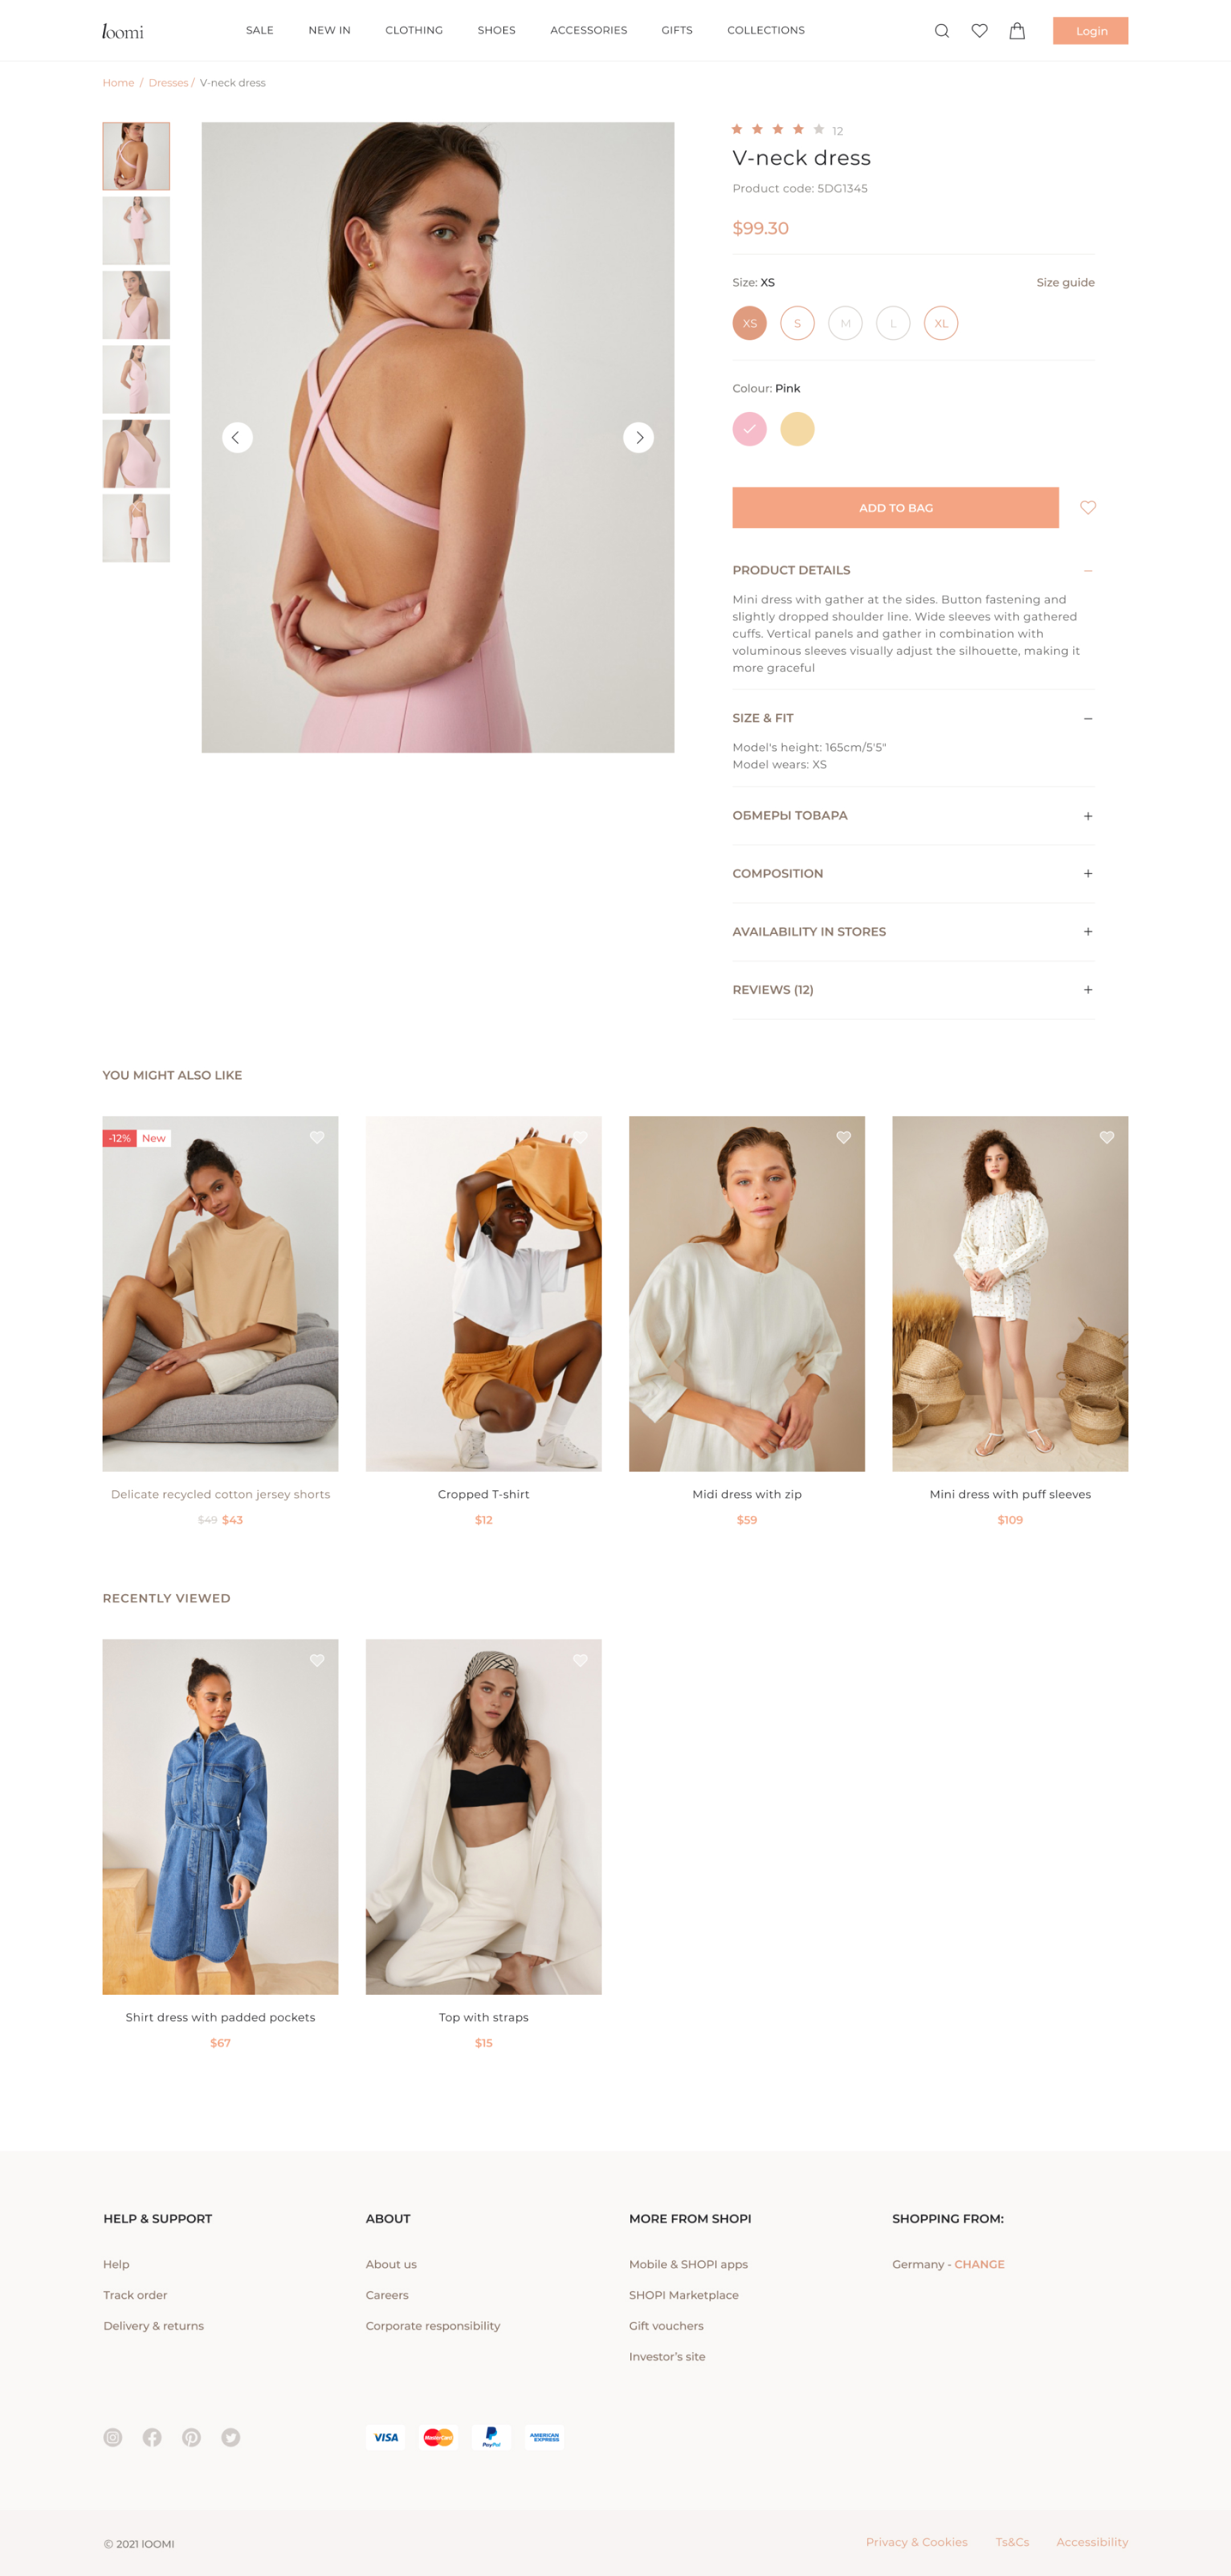 loomi
SALE NEW IN CLOTHING SHOES ACCESSORIES GIFTS COLLECTIONS Login
Home / Dresses / V-neck dress
12
V-neck dress
Product code: 5DG1345
$99.30
Size: XS Size guide
XS S M L XL
Colour: Pink
ADD TO BAG
PRODUCT DETAILS
Mini dress with gather at the sides. Button fastening and
slightly dropped shoulder line. Wide sleeves with gathered
cuffs. Vertical panels and gather in combination with
voluminous sleeves visually adjust the silhouette, making it
more graceful
SIZE & FIT
Model's height: 165cm/5'5"
Model wears: XS
ОБМЕРЫ ТОВАРА
COMPOSITION
AVAILABILITY IN STORES
REVIEWS (12)
YOU MIGHT ALSO LIKE
-12% New
Delicate recycled cotton jersey shorts Cropped T-shirt Midi dress with zip Mini dress with puff sleeves
$49 $43 $12 $59 $109
RECENTLY VIEWED
Shirt dress with padded pockets Top with straps
$67 $15
HELP & SUPPORT ABOUT MORE FROM SHOPI SHOPPING FROM:
Help About us Mobile & SHOPI apps Germany - CHANGE
Track order Careers SHOPI Marketplace
Delivery & returns Corporate responsibility Gift vouchers
Investor’s site
VISA MasterCard PayPal AMERICAN EXPRESS
© 2021 lOOMI Privacy & Cookies Ts&Cs Accessibility